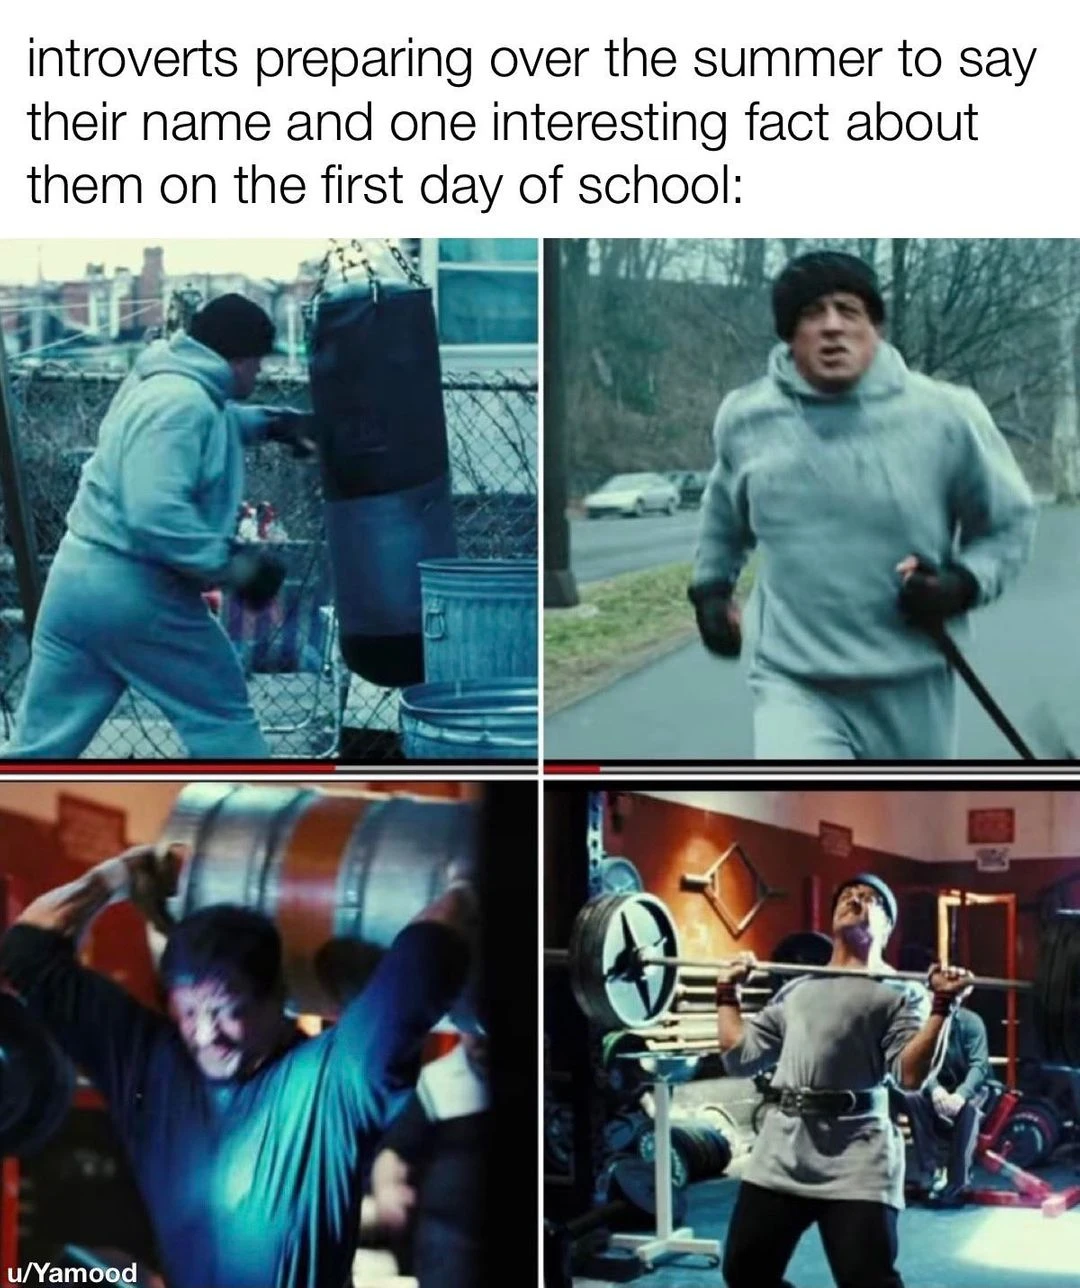 introverts preparing over the summer to say
their name and one interesting fact about
them on the first day of school:
u/Yamood